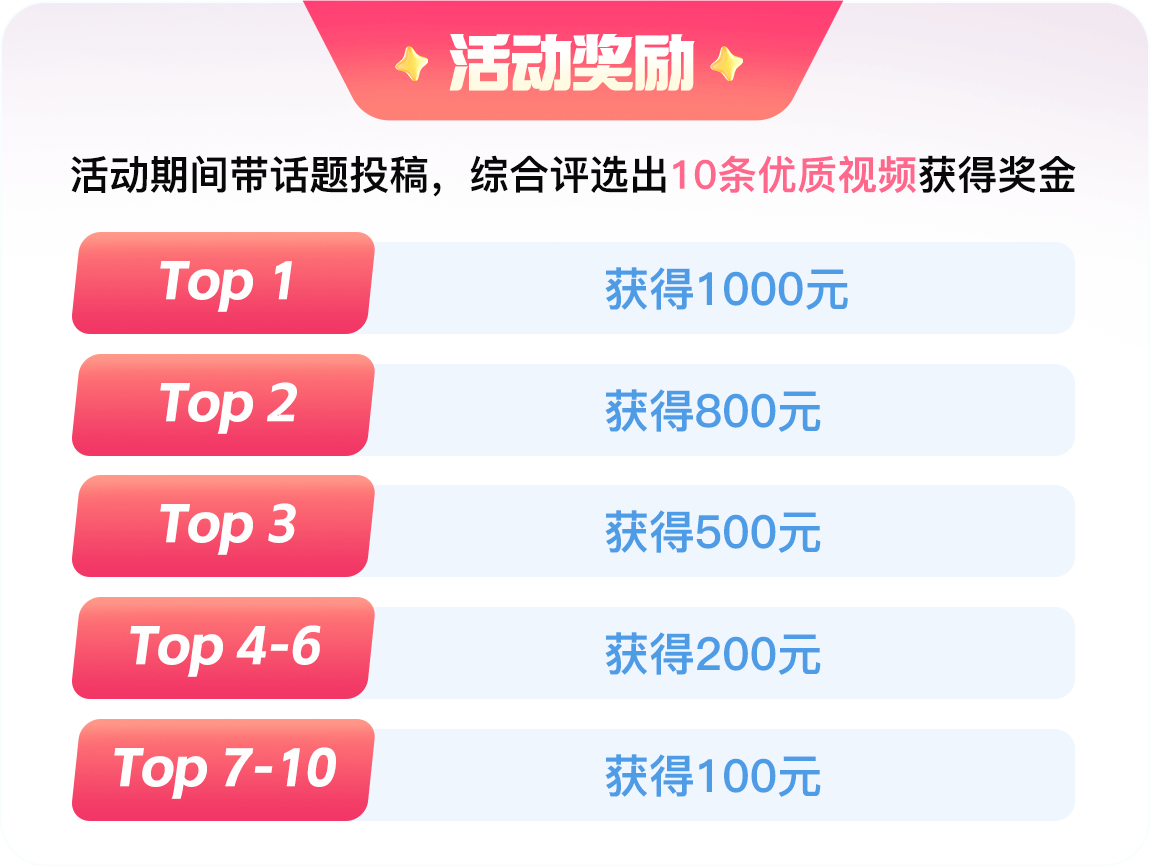 活动奖励
活动期间带话题投稿，综合评选出10条优质视频获得奖金
Top 1
获得1000元
Top 2
获得800元
Top 3
获得500元
Top 4-6
获得200元
Top 7-10
获得100元